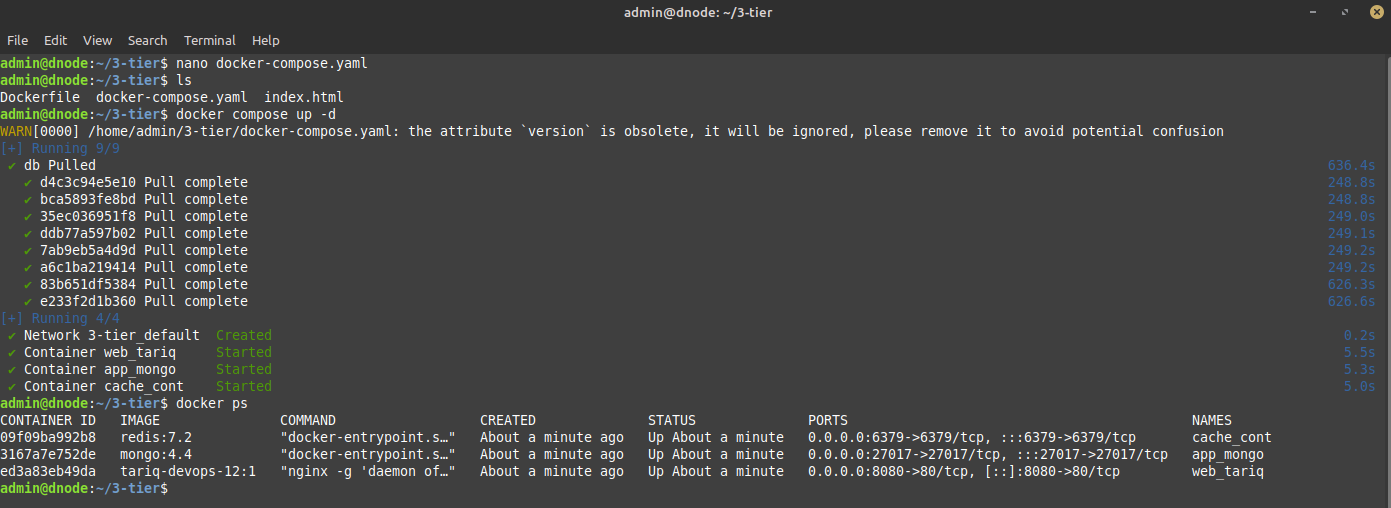 admin@dnode: ~/3-tier
File Edit View Search Terminal Help
admin@dnode:~/3-tier$ nano docker-compose.yaml
admin@dnode:~/3-tier$ ls
Dockerfile  docker-compose.yaml  index.html
admin@dnode:~/3-tier$ docker compose up -d
WARN[0000] /home/admin/3-tier/docker-compose.yaml: the attribute `version` is obsolete, it will be ignored, please remove it to avoid potential confusion
[+] Running 9/9
✔ db Pulled 636.4s
✔ d4c3c94e5e10 Pull complete 248.8s
✔ bca5893fe8bd Pull complete 248.8s
✔ 35ec036951f8 Pull complete 249.0s
✔ ddb77a597b02 Pull complete 249.1s
✔ 7ab9eb5a4d9d Pull complete 249.2s
✔ a6c1ba219414 Pull complete 249.2s
✔ 83b651df5384 Pull complete 626.3s
✔ e233f2d1b360 Pull complete 626.6s
[+] Running 4/4
✔ Network 3-tier_default  Created 0.2s
✔ Container web_tariq     Started 5.5s
✔ Container app_mongo     Started 5.3s
✔ Container cache_cont    Started 5.0s
admin@dnode:~/3-tier$ docker ps
CONTAINER ID   IMAGE               COMMAND                  CREATED              STATUS              PORTS                                           NAMES
09f09ba992b8   redis:7.2           "docker-entrypoint.s…"   About a minute ago   Up About a minute   0.0.0.0:6379->6379/tcp, :::6379->6379/tcp       cache_cont
3167a7e752de   mongo:4.4           "docker-entrypoint.s…"   About a minute ago   Up About a minute   0.0.0.0:27017->27017/tcp, :::27017->27017/tcp   app_mongo
ed3a83eb49da   tariq-devops-12:1   "nginx -g 'daemon of…"   About a minute ago   Up About a minute   0.0.0.0:8080->80/tcp, [::]:8080->80/tcp         web_tariq
admin@dnode:~/3-tier$